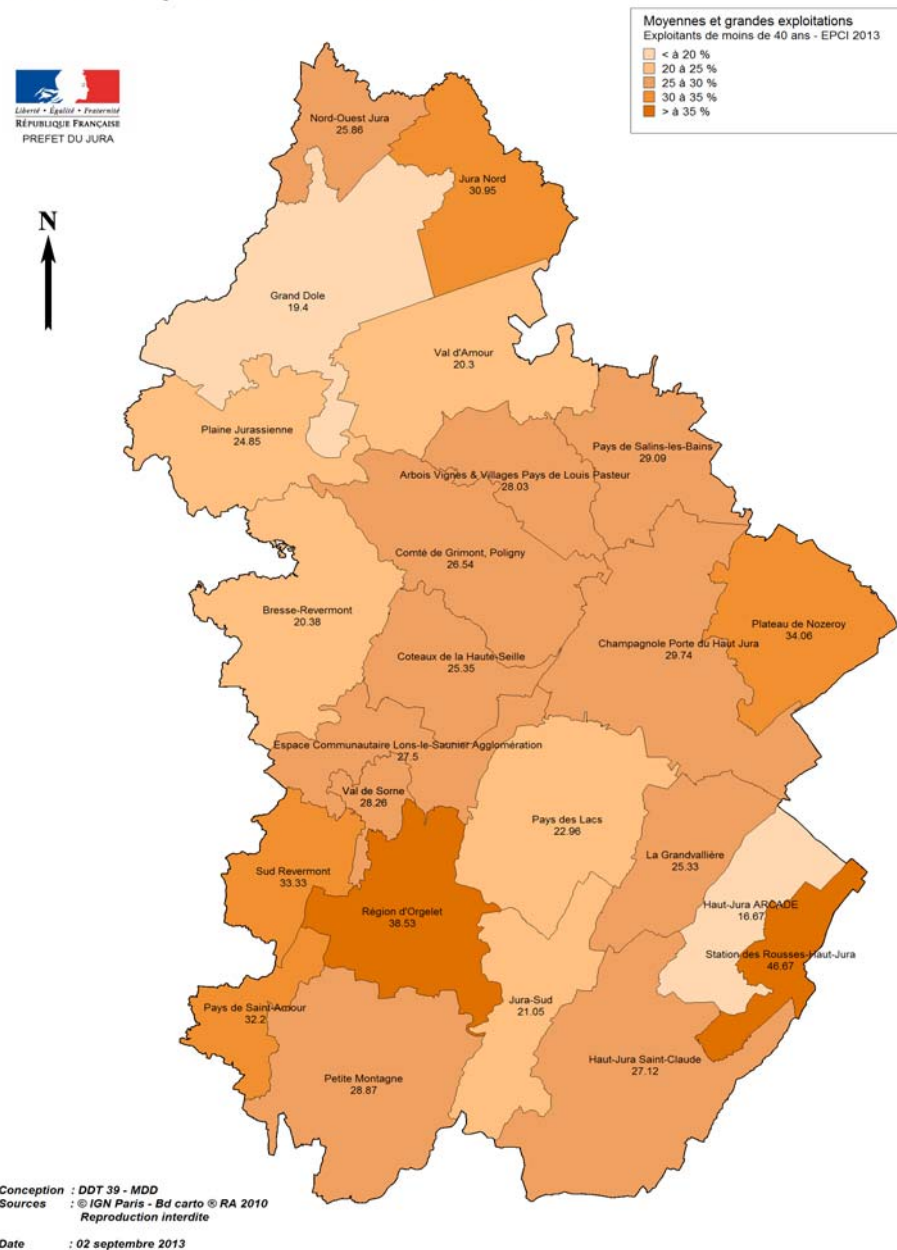 Moyennes et grandes exploitations
Exploitants de moins de 40 ans - EPCI 2013
< à 20 %
20 à 25 %
25 à 30 %
30 à 35 %
> à 35 %
Liberté • Égalité • Fraternité
RÉPUBLIQUE FRANÇAISE
PREFET DU JURA
N
Nord-Ouest Jura
25.86
Jura Nord
30.95
Grand Dole
19.4
Val d'Amour
20.3
Plaine Jurassienne
24.85
Pays de Salins-les-Bains
29.09
Arbois Vignes & Villages Pays de Louis Pasteur
28.03
Comté de Grimont, Poligny
26.54
Bresse-Revermont
20.38
Plateau de Nozeroy
34.06
Champagnole Porte du Haut Jura
29.74
Coteaux de la Haute-Seille
25.35
Espace Communautaire Lons-le-Saunier Agglomération
27.5
Val de Sorne
28.26
Pays des Lacs
22.96
La Grandvallière
25.33
Sud Revermont
33.33
Haut-Jura ARCADE
16.67
Région d'Orgelet
38.53
Station des Rousses-Haut-Jura
46.67
Pays de Saint-Amour
32.2
Jura-Sud
21.05
Haut-Jura Saint-Claude
27.12
Petite Montagne
28.87
Conception : DDT 39 - MDD
Sources : © IGN Paris - Bd carto ® RA 2010
Reproduction interdite
Date : 02 septembre 2013